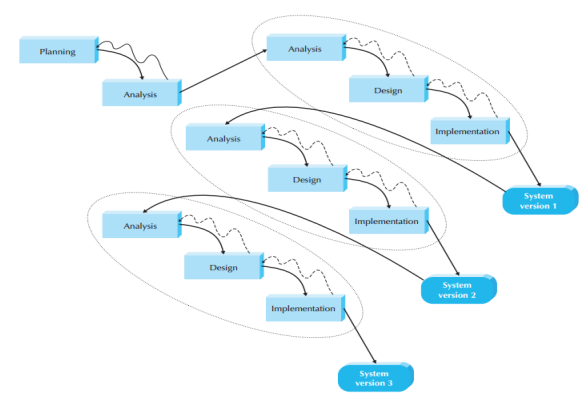 Planning
Analysis
Analysis
Design
Implementation
System
version 1
Analysis
Design
Implementation
System
version 2
Analysis
Design
Implementation
System
version 3